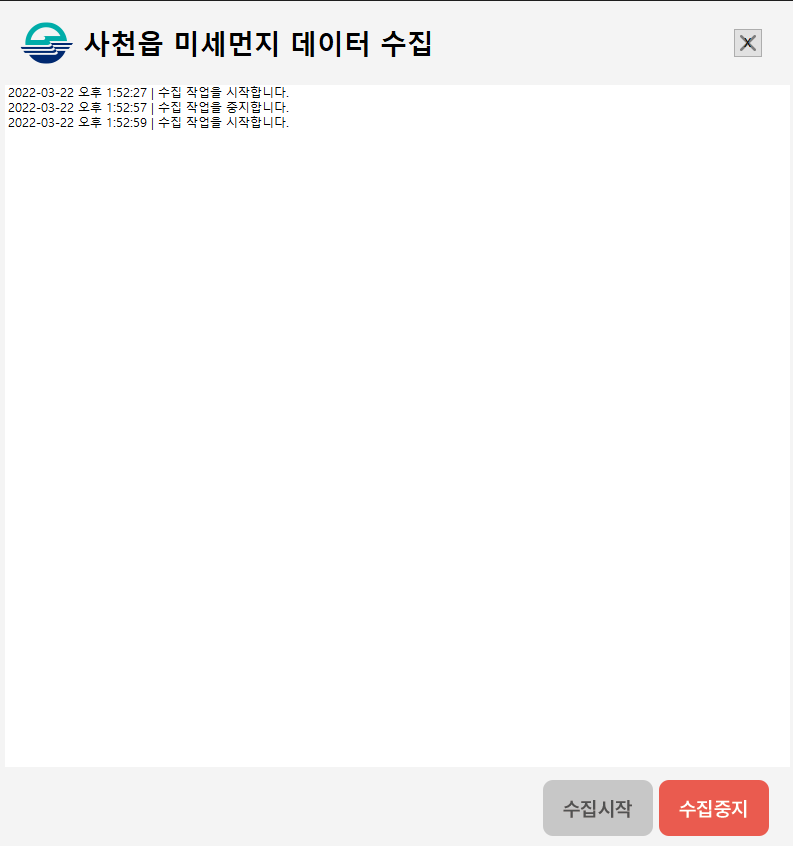 사천읍 미세먼지 데이터 수집
X
2022-03-22 오후 1:52:27 | 수집 작업을 시작합니다.
2022-03-22 오후 1:52:57 | 수집 작업을 중지합니다.
2022-03-22 오후 1:52:59 | 수집 작업을 시작합니다.
수집시작
수집중지